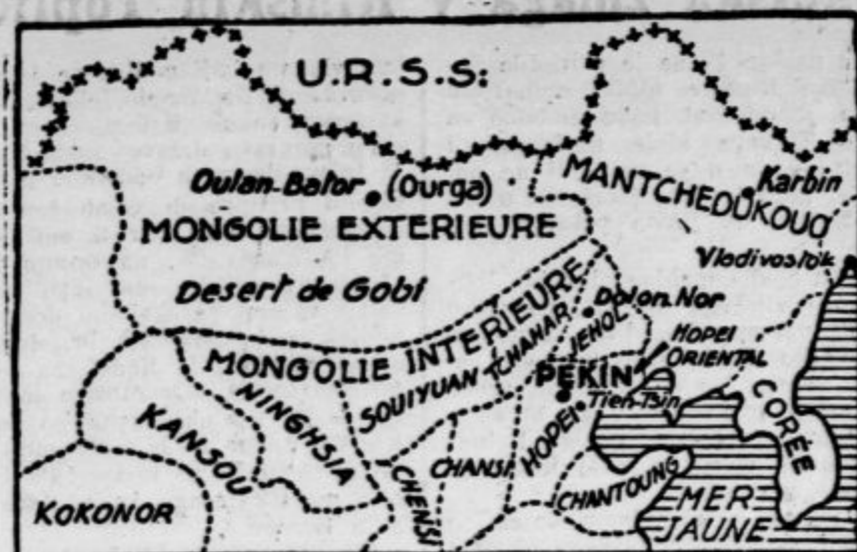 U.R.S.S:
Oulan-Bator (Ourga)
MANTCHEOUKOUO
Karbin
MONGOLIE EXTERIEURE
Vladivostok
Desert de Gobi
MONGOLIE INTERIEURE
Dolon Nor
SOUIYUAN
TCHAHAR
JEHOL
HOPEI
ORIENTAL
PEKIN
Tien-Tsin
COREE
KANSOU
NINGHSIA
CHENSI
CHANSI
HOPEI
CHANTOUNG
KOKONOR
MER
JAUNE